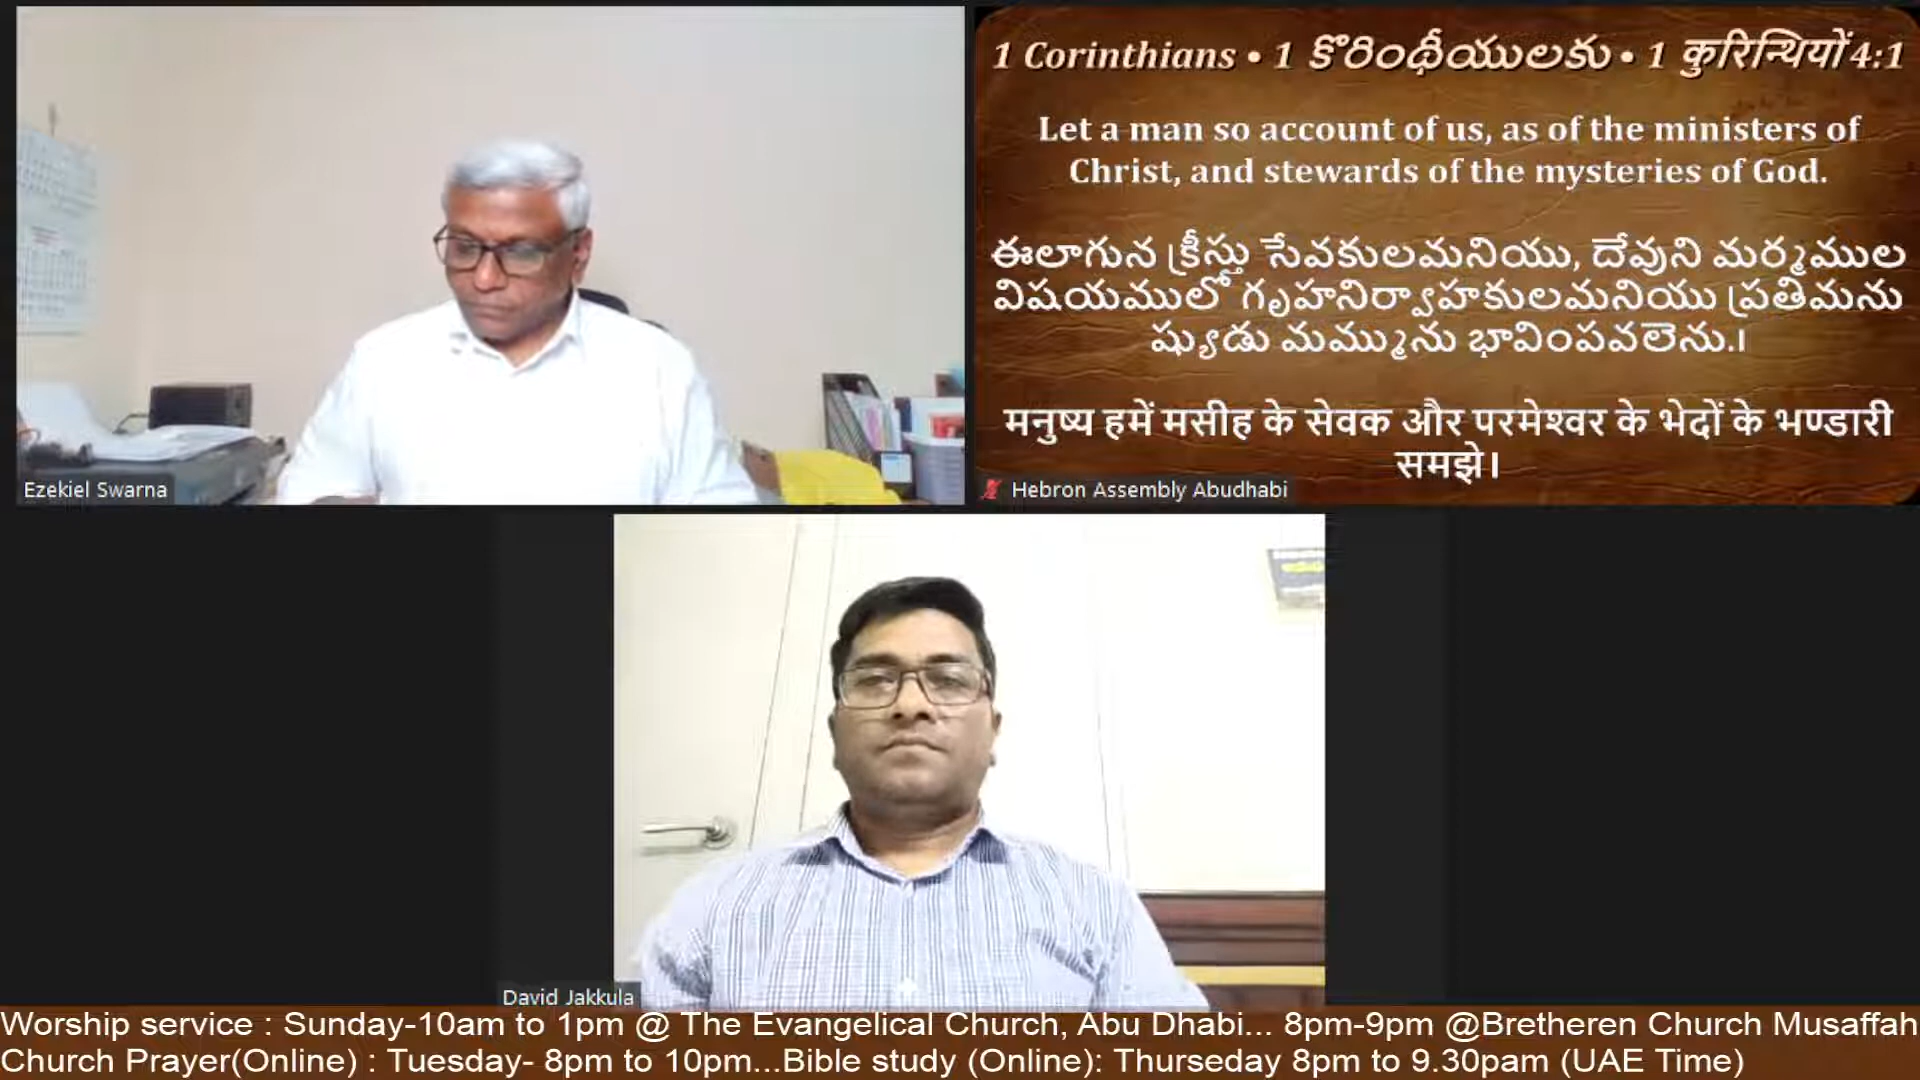 1 Corinthians • 1 కొరింథీయులకు • 1 कुरिन्थियों 4:1
Let a man so account of us, as of the ministers of
Christ, and stewards of the mysteries of God.
ఈలాగున క్రీస్తు సేవకులమనియు, దేవుని మర్మముల
విషయములో గృహనిర్వాహకులమనియు ప్రతిమను
ష్యుడు మమ్మును భావింపవలెను.।
मनुष्य हमें मसीह के सेवक और परमेश्वर के भेदों के भण्डारी
समझे।
Ezekiel Swarna
Hebron Assembly Abudhabi
David Jakkula
Worship service : Sunday-10am to 1pm @ The Evangelical Church, Abu Dhabi... 8pm-9pm @Bretheren Church Musaffah
Church Prayer(Online) : Tuesday- 8pm to 10pm...Bible study (Online): Thurseday 8pm to 9.30pam (UAE Time)